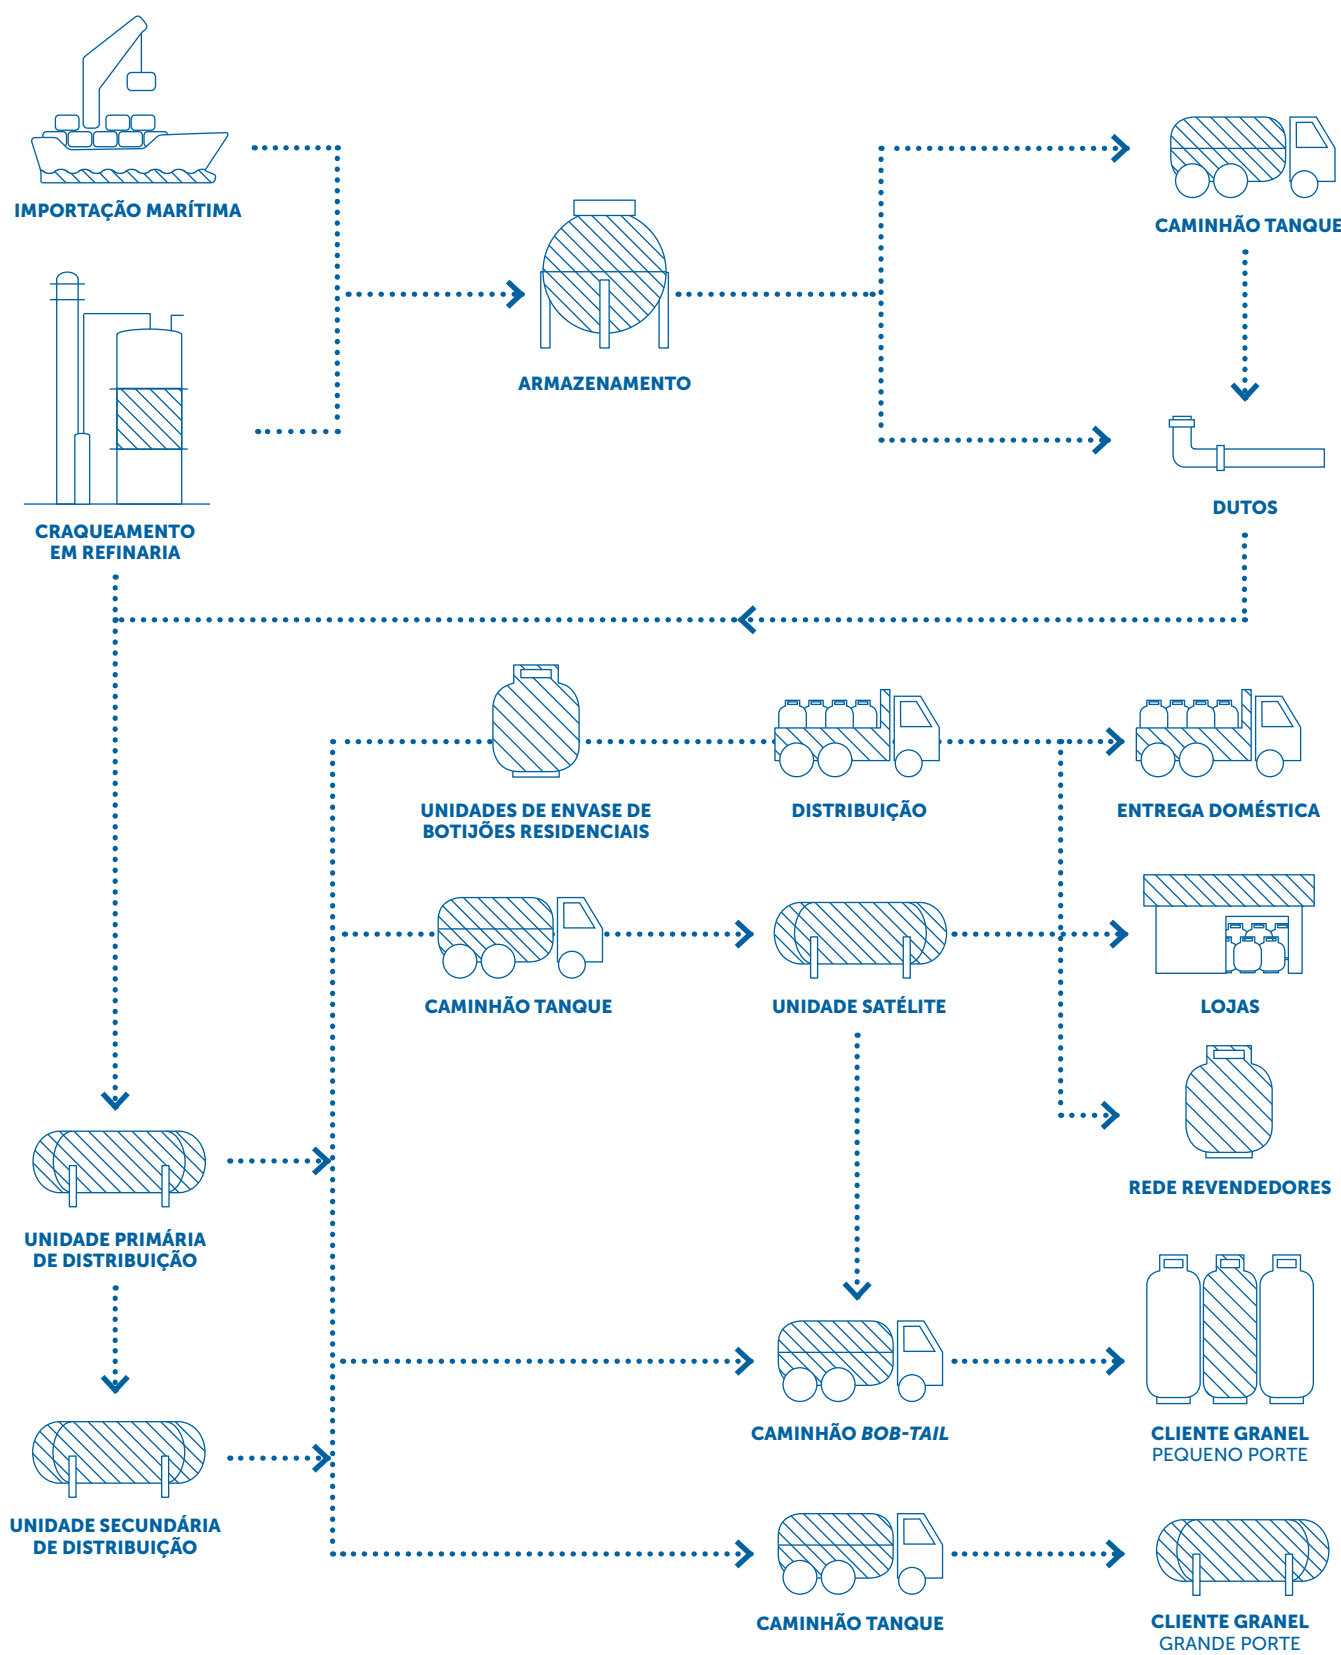 IMPORTAÇÃO MARÍTIMA
CAMINHÃO TANQUE
ARMAZENAMENTO
DUTOS
CRAQUEAMENTO
EM REFINARIA
UNIDADES DE ENVASE DE
BOTIJÕES RESIDENCIAIS
DISTRIBUIÇÃO
ENTREGA DOMÉSTICA
CAMINHÃO TANQUE
UNIDADE SATÉLITE
LOJAS
REDE REVENDEDORES
UNIDADE PRIMÁRIA
DE DISTRIBUIÇÃO
CAMINHÃO BOB-TAIL
CLIENTE GRANEL
PEQUENO PORTE
UNIDADE SECUNDÁRIA
DE DISTRIBUIÇÃO
CAMINHÃO TANQUE
CLIENTE GRANEL
GRANDE PORTE